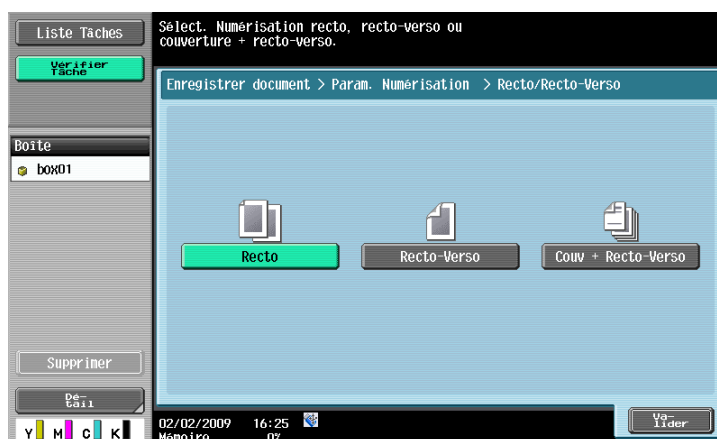 Liste Tâches
Vérifier
Tâche
Boîte
box01
Supprimer
Dé-
tail
Y M C K
Sélect. Numérisation recto, recto-verso ou
couverture + recto-verso.
Enregistrer document > Param. Numérisation > Recto/Recto-Verso
Recto
Recto-Verso
Couv + Recto-Verso
02/02/2009 16:25
Mémoire 0%
Va-
lider